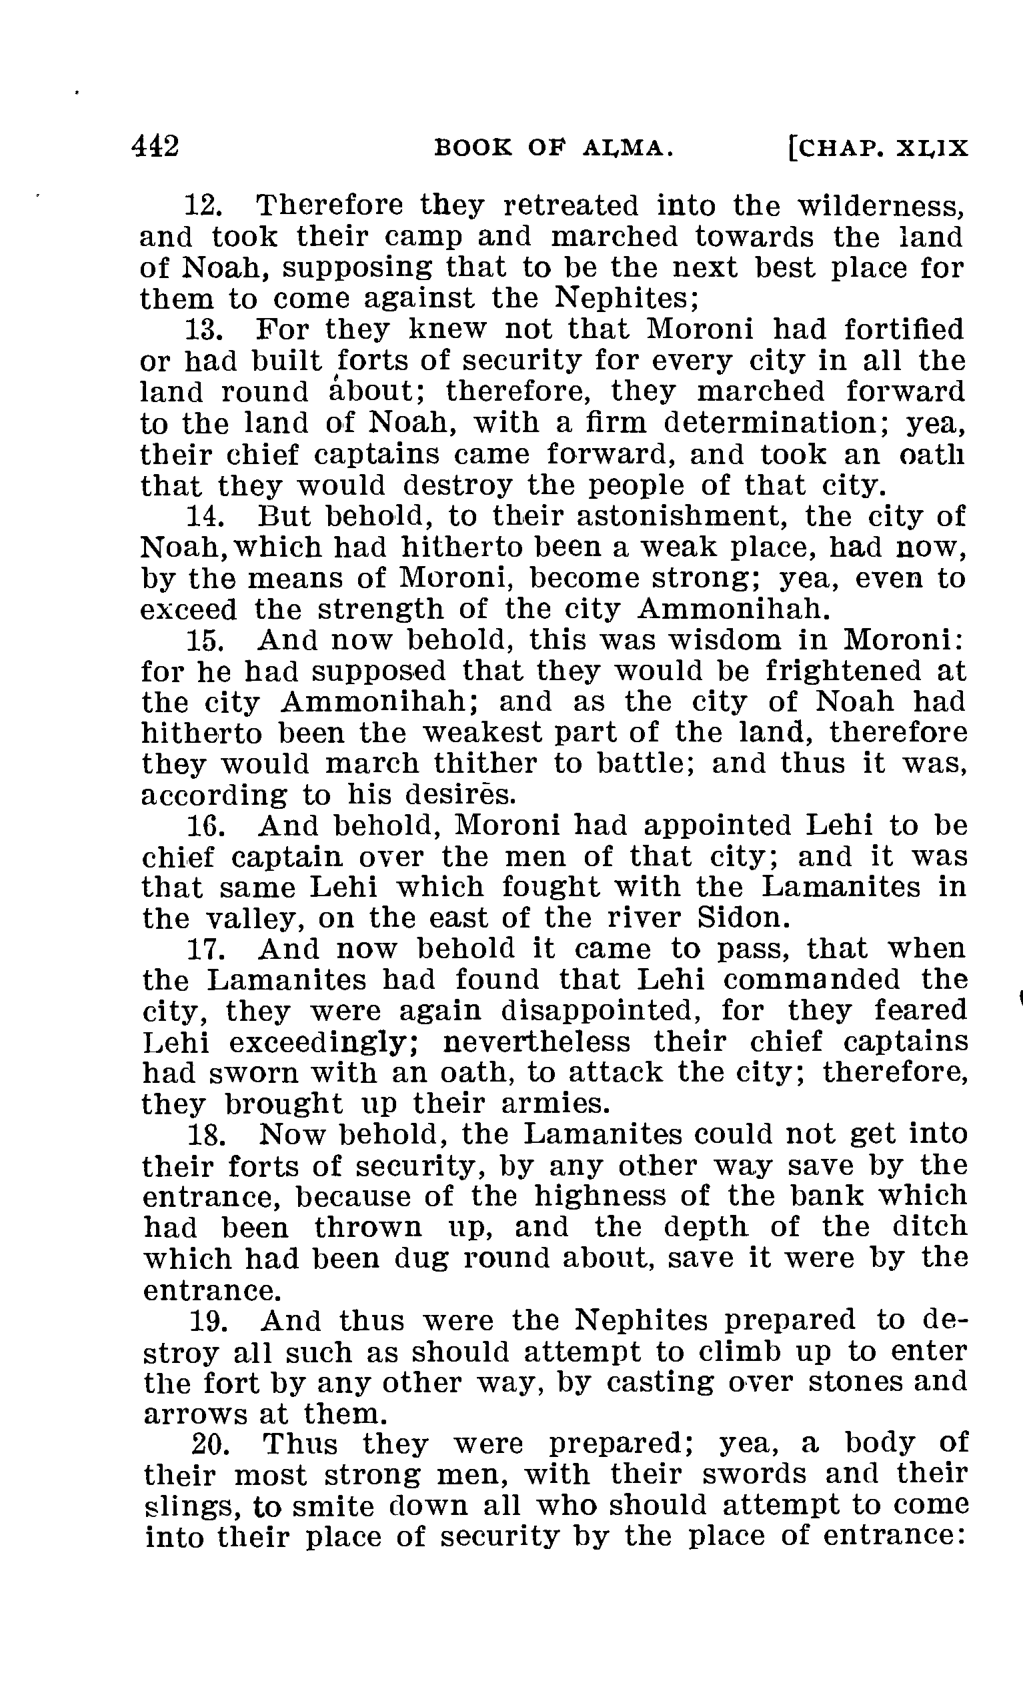 442 BOOK OF ALMA. [CHAP. XLIX
12. Therefore they retreated into the wilderness,
and took their camp and marched towards the land
of Noah, supposing that to be the next best place for
them to come against the Nephites;
13. For they knew not that Moroni had fortified
or had built forts of security for every city in all the
land round about; therefore, they marched forward
to the land of Noah, with a firm determination; yea,
their chief captains came forward, and took an oath
that they would destroy the people of that city.
14. But behold, to their astonishment, the city of
Noah, which had hitherto been a weak place, had now,
by the means of Moroni, become strong; yea, even to
exceed the strength of the city Ammonihah.
15. And now behold, this was wisdom in Moroni:
for he had supposed that they would be frightened at
the city Ammonihah; and as the city of Noah had
hitherto been the weakest part of the land, therefore
they would march thither to battle; and thus it was,
according to his desires.
16. And behold, Moroni had appointed Lehi to be
chief captain over the men of that city; and it was
that same Lehi which fought with the Lamanites in
the valley, on the east of the river Sidon.
17. And now behold it came to pass, that when
the Lamanites had found that Lehi commanded the
city, they were again disappointed, for they feared
Lehi exceedingly; nevertheless their chief captains
had sworn with an oath, to attack the city; therefore,
they brought up their armies.
18. Now behold, the Lamanites could not get into
their forts of security, by any other way save by the
entrance, because of the highness of the bank which
had been thrown up, and the depth of the ditch
which had been dug round about, save it were by the
entrance.
19. And thus were the Nephites prepared to de-
stroy all such as should attempt to climb up to enter
the fort by any other way, by casting over stones and
arrows at them.
20. Thus they were prepared; yea, a body of
their most strong men, with their swords and their
slings, to smite down all who should attempt to come
into their place of security by the place of entrance: